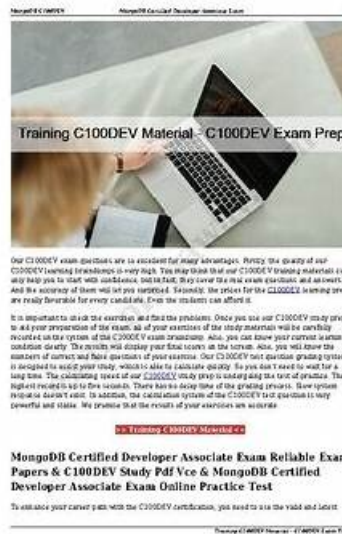 MongoDB C100DEV MongoDB Certified Developer Associate Exam
Training C100DEV Material - C100DEV Exam Prep
Our C100DEV exam questions are so excellent for many advantages. Firstly, the quality of our
C100DEV learning braindumps is very high. You may think that our C100DEV training materials
only help you to start with confidence, but in fact, they cover the real exam questions and answers.
And the accuracy of them will let you surprised. Secondly, the prices for the C100DEV learning
are really favorable for every candidate. Even the students can afford it.
It is important to check the exercises and find the problems. Once you use our C100DEV study
to aid your preparation of the exam, all of your exercises of the study materials will be carefully
recorded on the system of the C100DEV exam braindump. Also, you can know your current learning
condition clearly. The results will display your final scores on the screen. Also, you will know the
numbers of correct and false questions of your exercise. Our C100DEV test question grading system
is designed to assist your study, which is able to calculate quickly. So you don't need to wait for a
long time. The calculating speed of our C100DEV study prep is undergoing the test of practice. The
highest record is up to five seconds. There has no delay time of the grading process. Slow system
response doesn't exist. In addition, the calculation system of the C100DEV test question is very
powerful and stable. We promise that the results of your exercises are accurate.
>> Training C100DEV Material <<
MongoDB Certified Developer Associate Exam Reliable Exam
Papers & C100DEV Study Pdf Vce & MongoDB Certified
Developer Associate Exam Online Practice Test
To enhance your career path with the C100DEV certification, you need to use the valid and latest
Training C100DEV Material - C100DEV Exam